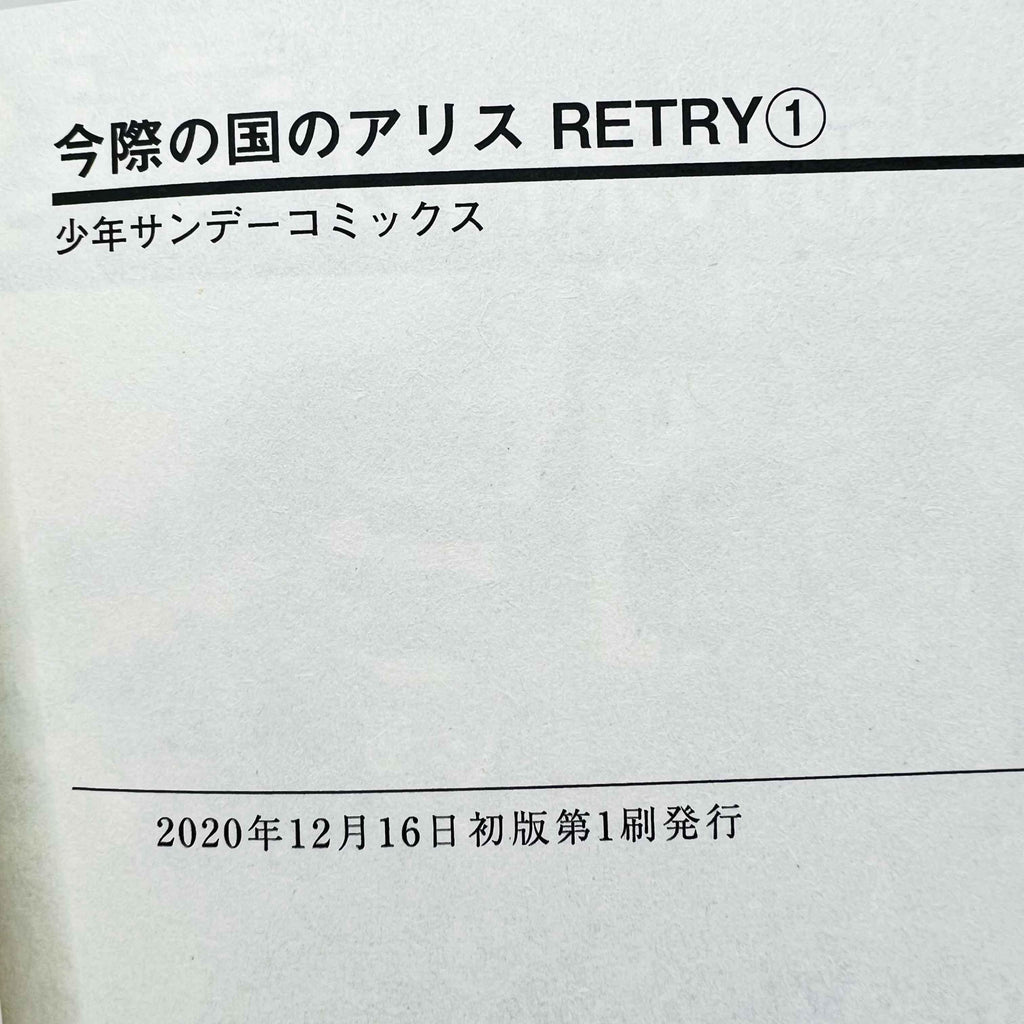 今際の国のアリス RETRY①
少年サンデーコミックス
2020年12月16日初版第1刷発行